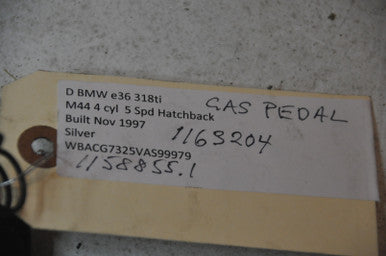 D BMW e36 318ti
M44 4 cyl 5 Spd Hatchback
Built Nov 1997
Silver
WBACG7325VAS99979
GAS PEDAL
1163204
1158855.1